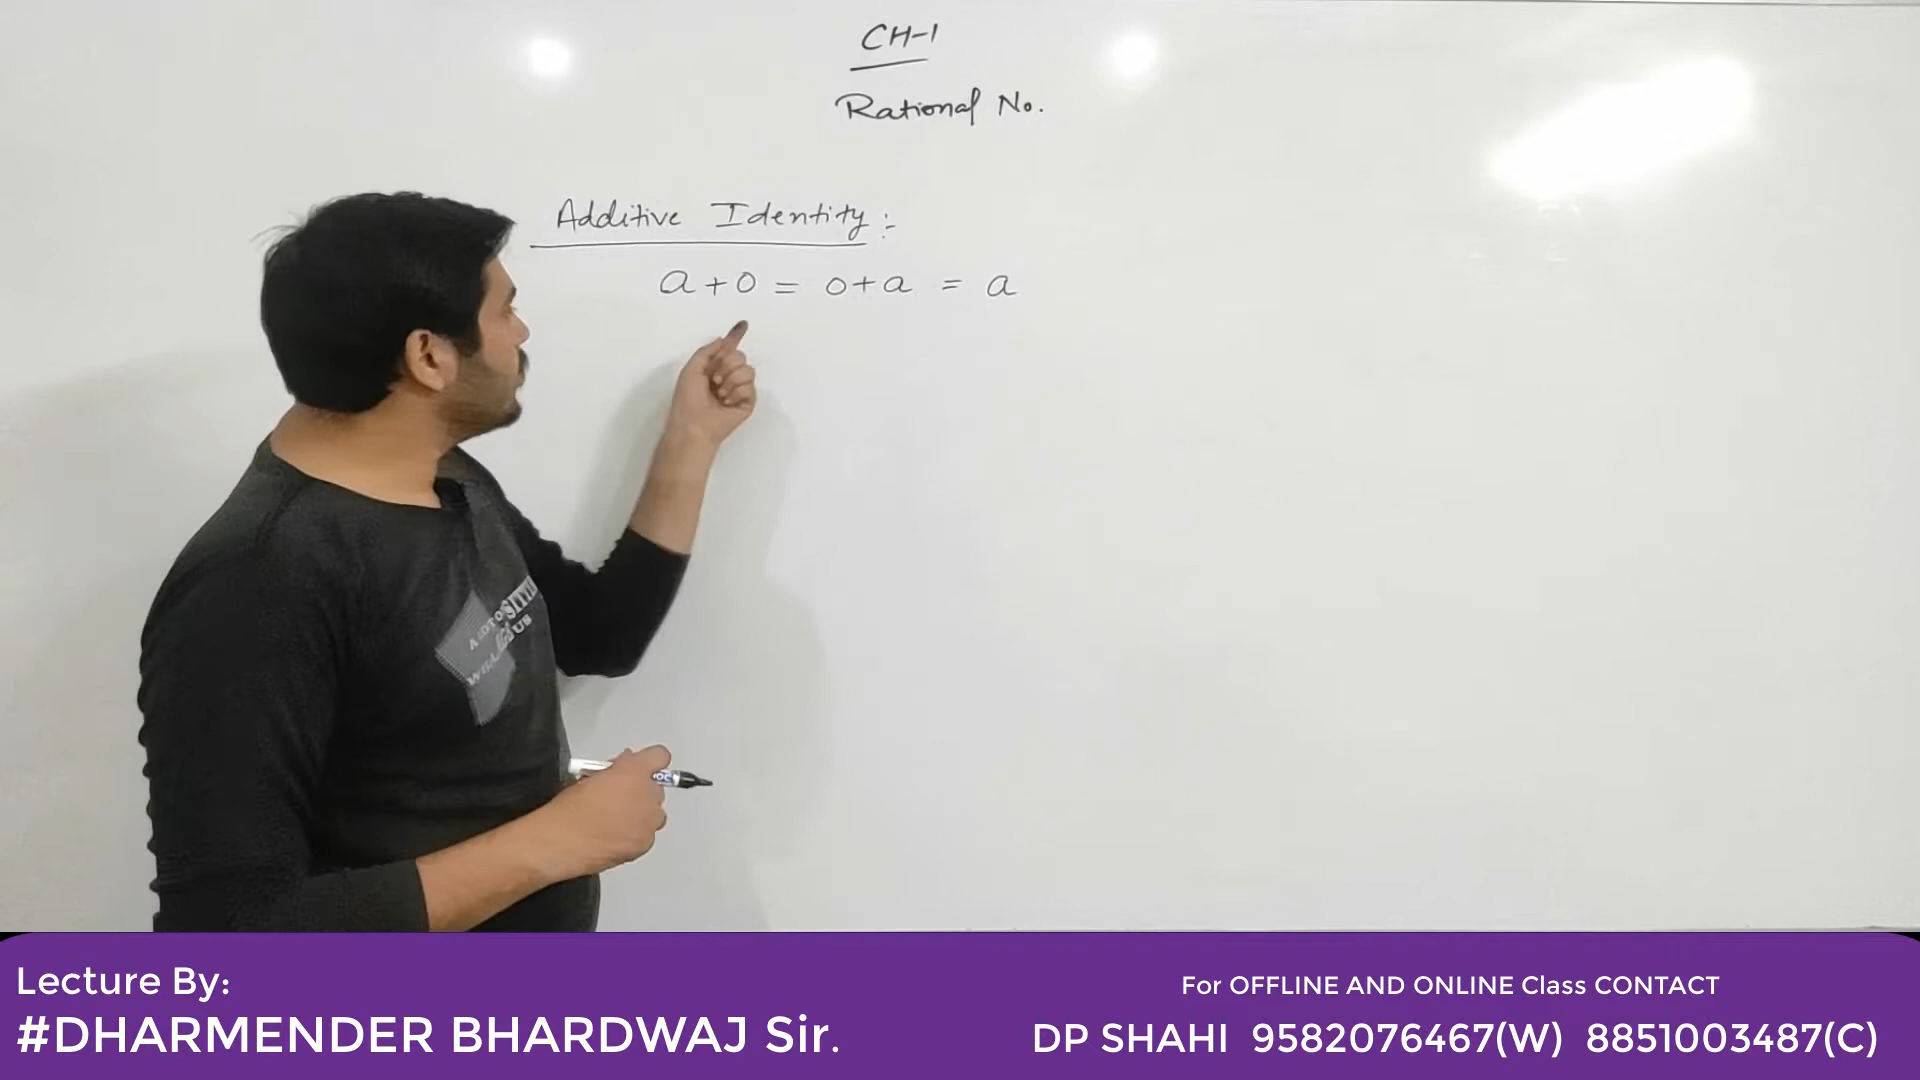 CH-1
Rational No.
Additive Identity :-
a + 0 = 0 + a = a
Lecture By:
#DHARMENDER BHARDWAJ Sir.
For OFFLINE AND ONLINE Class CONTACT
DP SHAHI 9582076467(W) 8851003487(C)